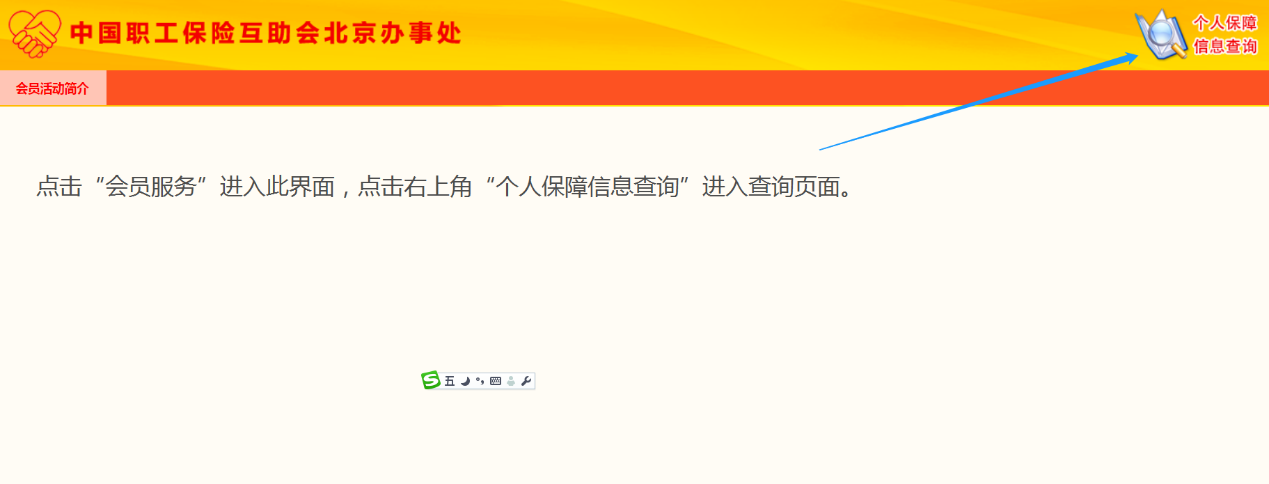 中国职工保险互助会北京办事处
个人保障
信息查询
会员活动简介
点击“会员服务”进入此界面，点击右上角“个人保障信息查询”进入查询页面。
S五